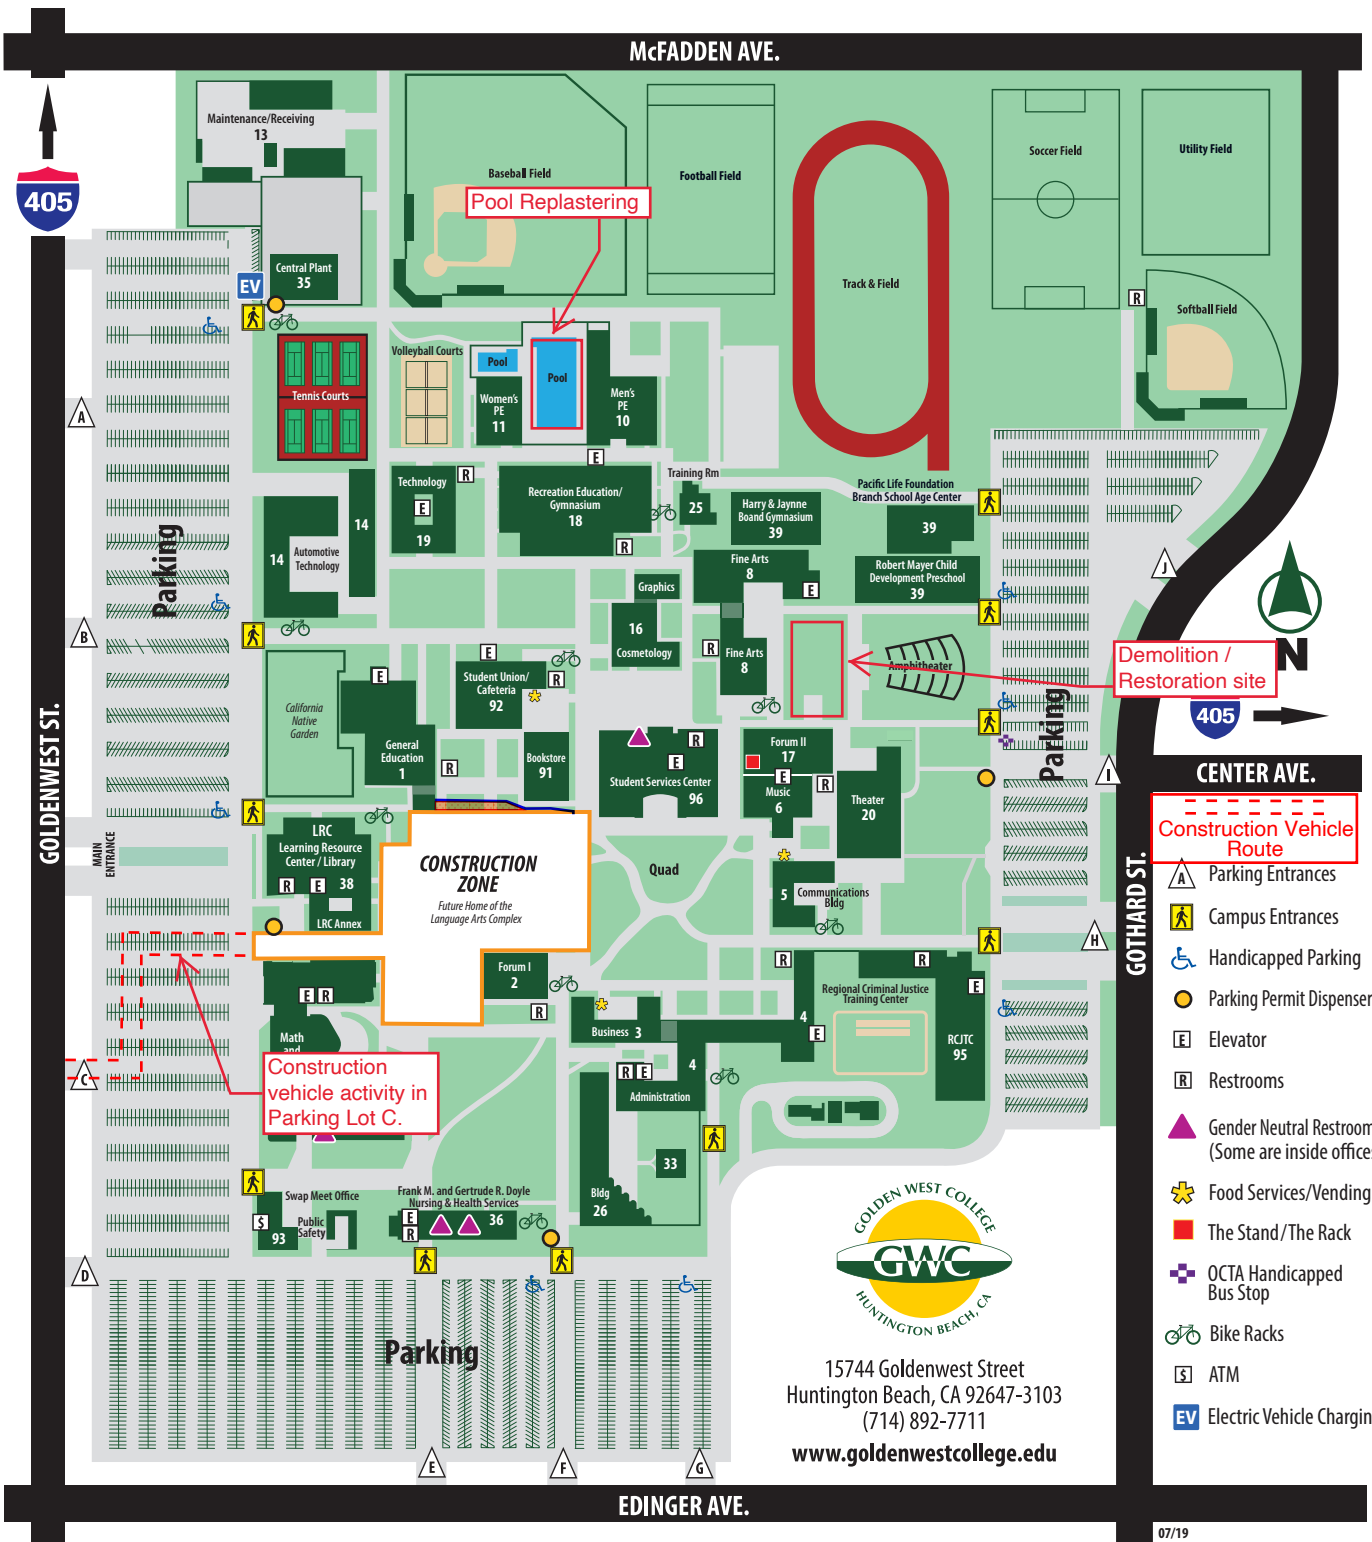 McFADDEN AVE.
Maintenance/Receiving
13
405
Baseball Field
Football Field
Soccer Field
Utility Field
Pool Replastering
Central Plant
35
EV
Track & Field
R
Softball Field
Volleyball Courts
Pool
Pool
Women's
PE
11
Men's
PE
10
Tennis Courts
A
E
Technology
R
E
19
Recreation Education/
Gymnasium
18
R
Training Rm
25
Harry & Jaynne
Boand Gymnasium
39
Pacific Life Foundation
Branch School Age Center
39
14
14
Automotive
Technology
Parking
Fine Arts
8
E
Robert Mayer Child
Development Preschool
39
J
Graphics
16
Cosmetology
R
Fine Arts
8
B
E
Student Union/
Cafeteria
92
R
E
California
Native
Garden
General
Education
1
R
Bookstore
91
Amphitheater
Demolition /
Restoration site
N
405
Parking
R
E
Student Services Center
96
Forum II
17
E
R
Music
6
Theater
20
I
CENTER AVE.
GOLDENWEST ST.
MAIN
ENTRANCE
LRC
Learning Resource
Center / Library
R
E
38
LRC Annex
CONSTRUCTION
ZONE
Future Home of the
Language Arts Complex
Quad
5
Communications
Bldg
H
GOTHARD ST.
Construction Vehicle
Route
A
Parking Entrances
Campus Entrances
Handicapped Parking
Parking Permit Dispenser
E
Elevator
R
Restrooms
Gender Neutral Restroom
(Some are inside office
Food Services/Vending
The Stand/The Rack
OCTA Handicapped
Bus Stop
Bike Racks
$
ATM
EV
Electric Vehicle Chargin
Forum I
2
R
E
R
Math
and
Construction
vehicle activity in
Parking Lot C.
C
Business
3
R
E
4
Administration
R
R
Regional Criminal Justice
Training Center
4
E
E
RCJTC
95
33
Bldg
26
Swap Meet Office
$
93
Public
Safety
Frank M. and Gertrude R. Doyle
Nursing & Health Services
E
R
36
D
Parking
E
F
G
GOLDEN WEST COLLEGE
GWC
HUNTINGTON BEACH, CA
15744 Goldenwest Street
Huntington Beach, CA 92647-3103
(714) 892-7711
www.goldenwestcollege.edu
EDINGER AVE.
07/19